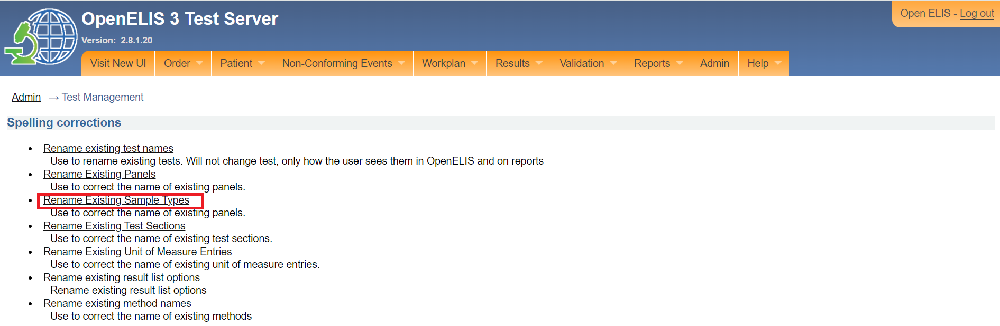 OpenELIS 3 Test Server
Open ELIS - Log out
Version: 2.8.1.20
Visit New UI Order Patient Non-Conforming Events Workplan Results Validation Reports Admin Help
Admin → Test Management
Spelling corrections
• Rename existing test names
Use to rename existing tests. Will not change test, only how the user sees them in OpenELIS and on reports
• Rename Existing Panels
Use to correct the name of existing panels.
• Rename Existing Sample Types
Use to correct the name of existing panels.
• Rename Existing Test Sections
Use to correct the name of existing test sections.
• Rename Existing Unit of Measure Entries
Use to correct the name of existing unit of measure entries.
• Rename existing result list options
Rename existing result list options
• Rename existing method names
Use to correct the name of existing methods